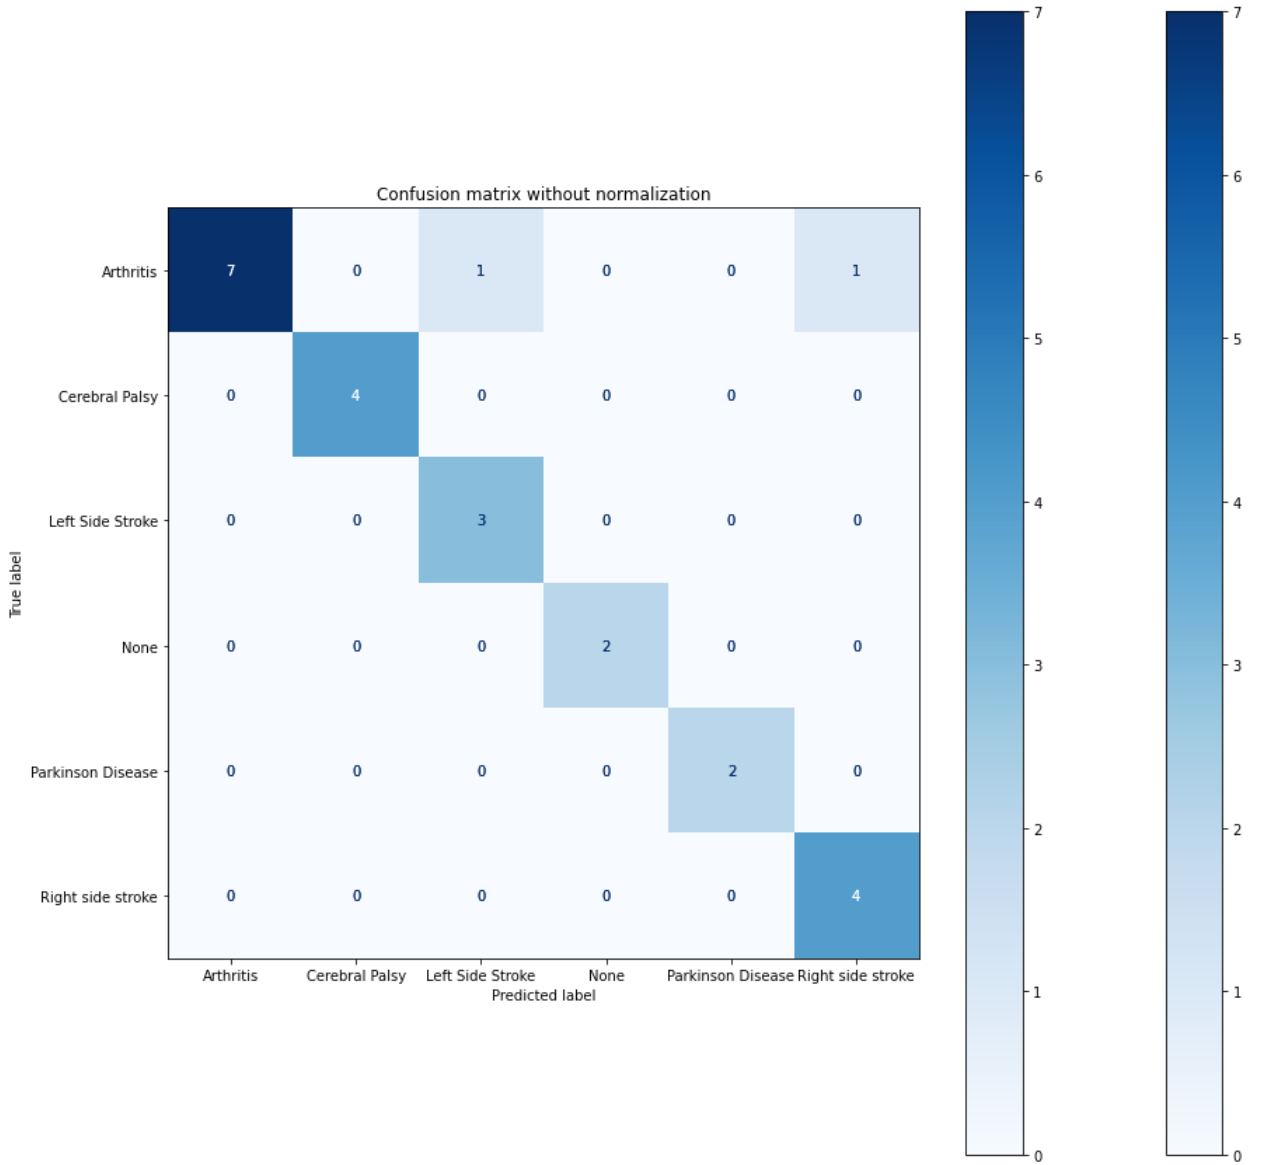 Confusion matrix without normalization
Arthritis 7 0 1 0 0 1
Cerebral Palsy 0 4 0 0 0 0
Left Side Stroke 0 0 3 0 0 0
None 0 0 0 2 0 0
Parkinson Disease 0 0 0 0 2 0
Right side stroke 0 0 0 0 0 4
True label
Arthritis Cerebral Palsy Left Side Stroke None Parkinson Disease Right side stroke
Predicted label
7
6
5
4
3
2
1
0
7
6
5
4
3
2
1
0